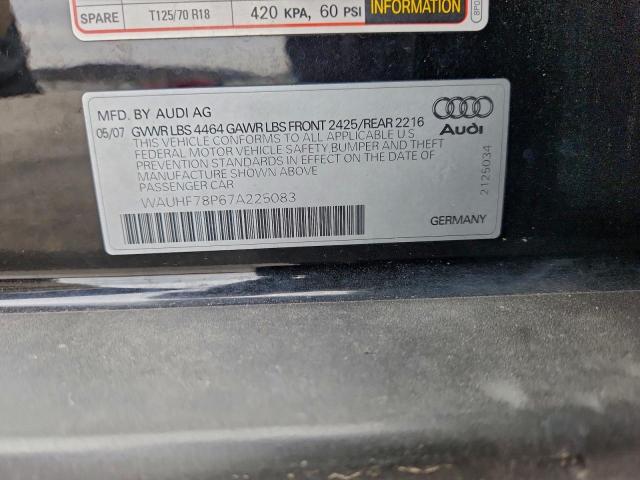 SPARE T125/70 R18 420 KPA, 60 PSI INFORMATION
MFD. BY AUDI AG
05/07 GVWR LBS 4464 GAWR LBS FRONT 2425/REAR 2216
THIS VEHICLE CONFORMS TO ALL APPLICABLE U S
FEDERAL MOTOR VEHICLE SAFETY BUMPER AND THEFT
PREVENTION STANDARDS IN EFFECT ON THE DATE OF
MANUFACTURE SHOWN ABOVE
PASSENGER CAR
WAUHF78P67A225083
Audi
2125034
GERMANY